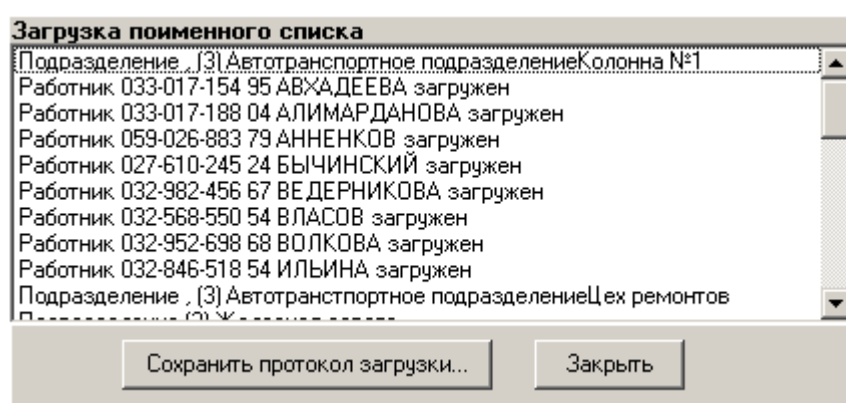 Загрузка поименного списка
Подразделение , (3) Автотранспортное подразделениеКолонна №1
Работник 033-017-154 95 АВХАДЕЕВА загружен
Работник 033-017-188 04 АЛИМАРДАНОВА загружен
Работник 059-026-883 79 АННЕНКОВ загружен
Работник 027-610-245 24 БЫЧИНСКИЙ загружен
Работник 032-982-456 67 ВЕДЕРНИКОВА загружен
Работник 032-568-550 54 ВЛАСОВ загружен
Работник 032-952-698 68 ВОЛКОВА загружен
Работник 032-846-518 54 ИЛЬИНА загружен
Подразделение , (3) Автотранстпортное подразделениеЦех ремонтов
Сохранить протокол загрузки... Закрыть